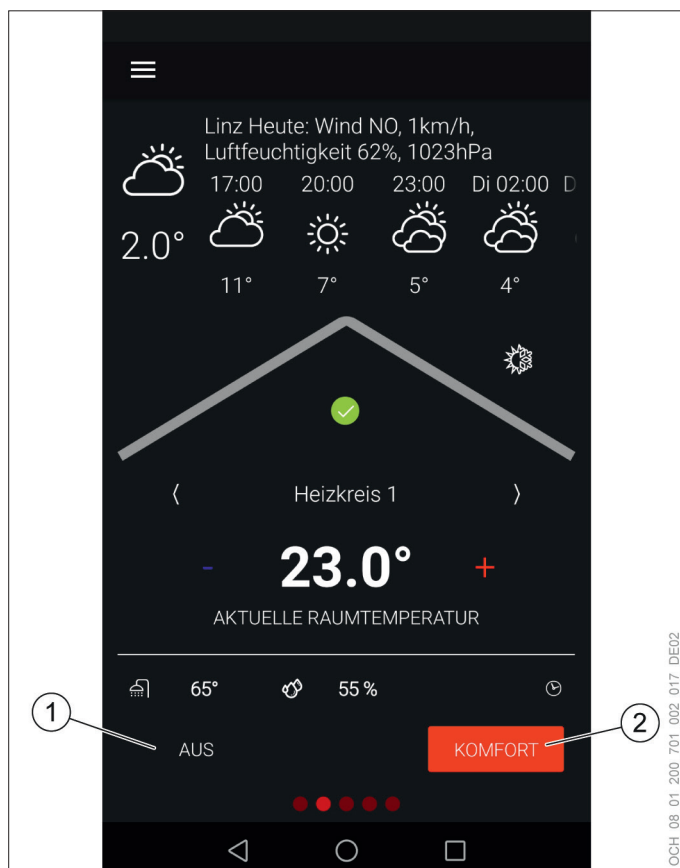 Linz Heute: Wind NO, 1km/h,
Luftfeuchtigkeit 62%, 1023hPa
17:00 20:00 23:00 Di 02:00 D
2.0°
11° 7° 5° 4°
Heizkreis 1
- 23.0° +
AKTUELLE RAUMTEMPERATUR
65° 55 %
1
2
AUS KOMFORT
OCH 08 01 200 701 002 017 DE02